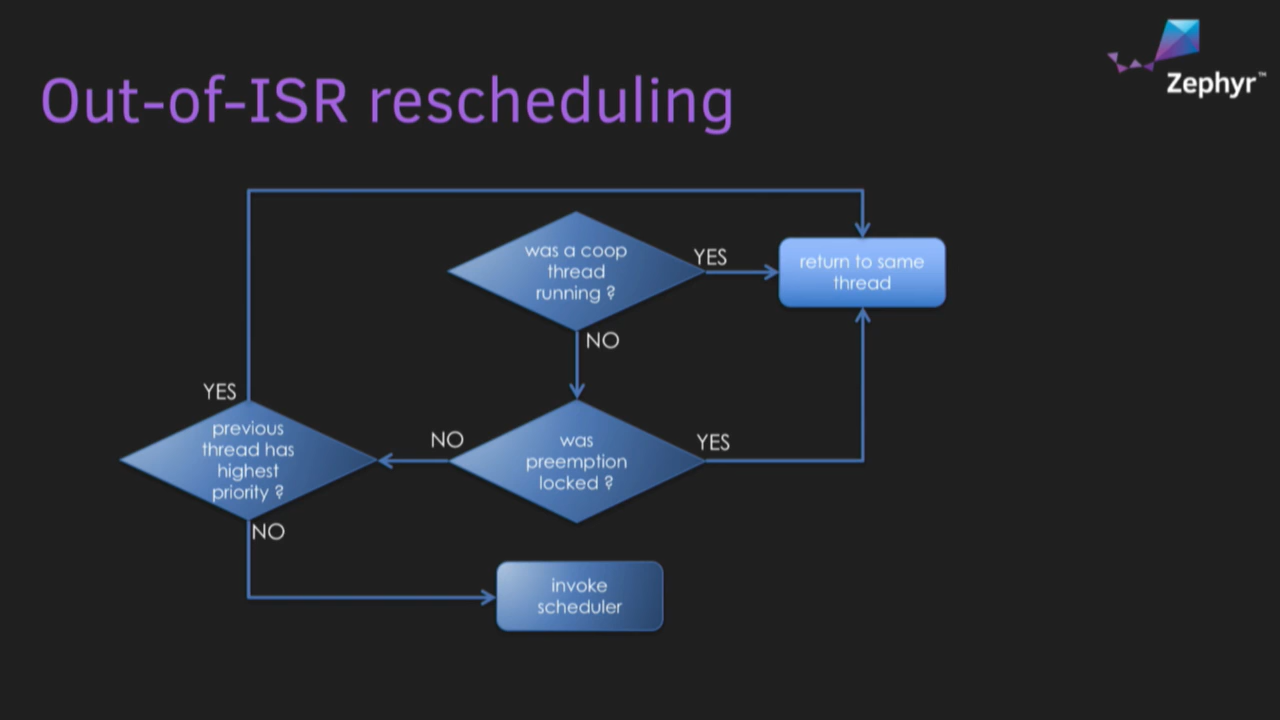 Zephyr™
Out-of-ISR rescheduling
was a coop
thread
running ?
YES
return to same
thread
NO
YES
previous
thread has
highest
priority ?
NO
was
preemption
locked ?
YES
NO
invoke
scheduler